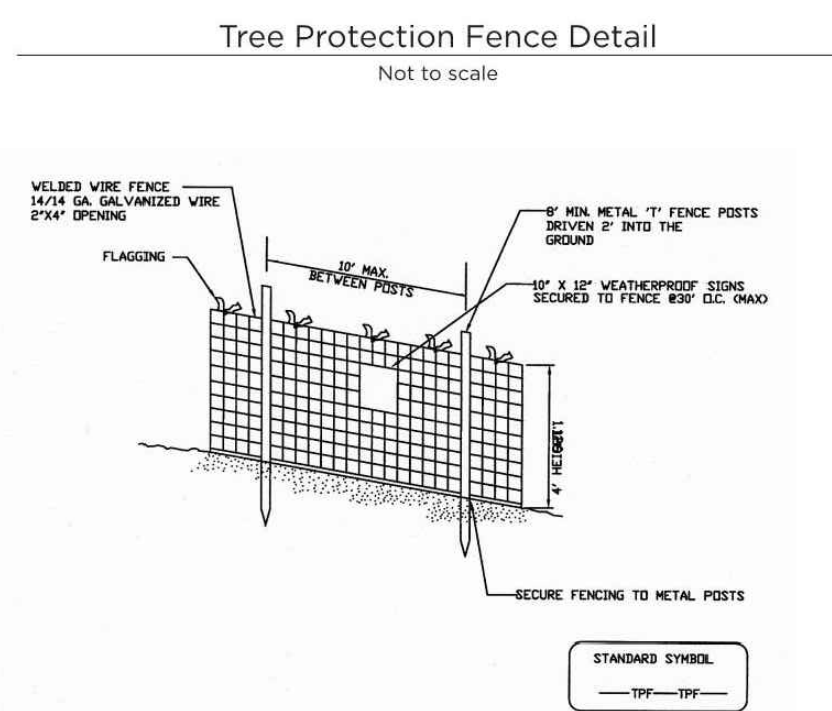 Tree Protection Fence Detail
Not to scale
WELDED WIRE FENCE
14/14 GA. GALVANIZED WIRE
2"X4" OPENING
FLAGGING
10' MAX.
BETWEEN POSTS
8' MIN. METAL 'T' FENCE POSTS
DRIVEN 2' INTO THE
GROUND
10" X 12" WEATHERPROOF SIGNS
SECURED TO FENCE @30' O.C. (MAX)
4' HEIGHT
SECURE FENCING TO METAL POSTS
STANDARD SYMBOL
TPF TPF